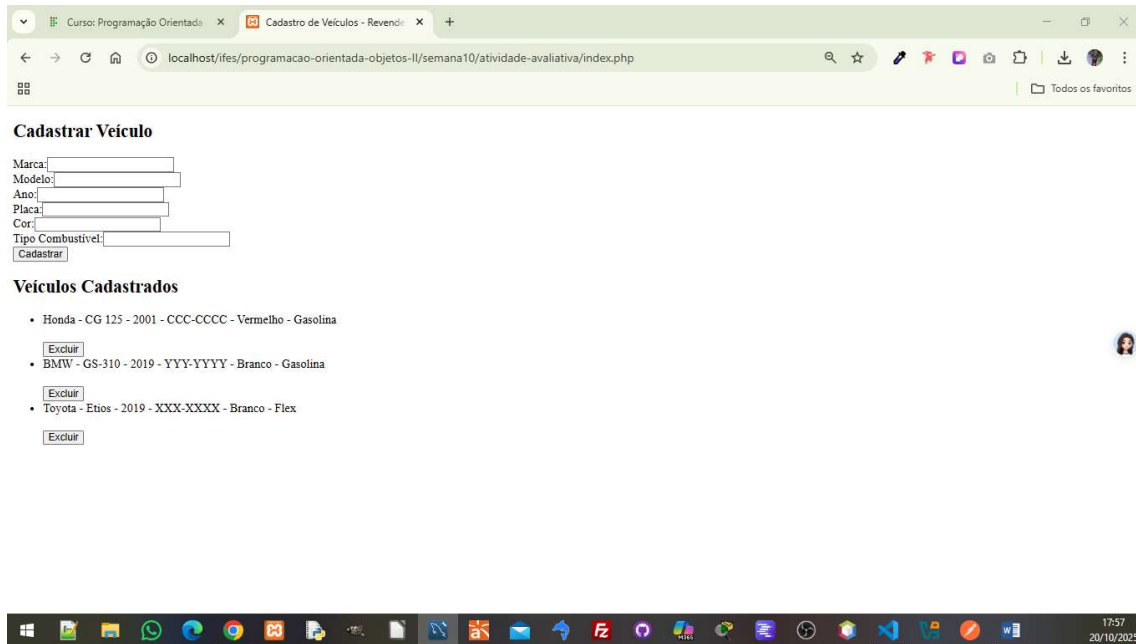 Curso: Programação Orientada
Cadastro de Veículos - Revende
localhost/ifes/programacao-orientada-objetos-II/semana10/atividade-avaliativa/index.php
Todos os favoritos
Cadastrar Veículo
Marca:
Modelo:
Ano:
Placa:
Cor:
Tipo Combustível:
Cadastrar
Veículos Cadastrados
Honda - CG 125 - 2001 - CCC-CCCC - Vermelho - Gasolina
Excluir
BMW - GS-310 - 2019 - YYY-YYYY - Branco - Gasolina
Excluir
Toyota - Etios - 2019 - XXX-XXXX - Branco - Flex
Excluir
17:57
20/10/202